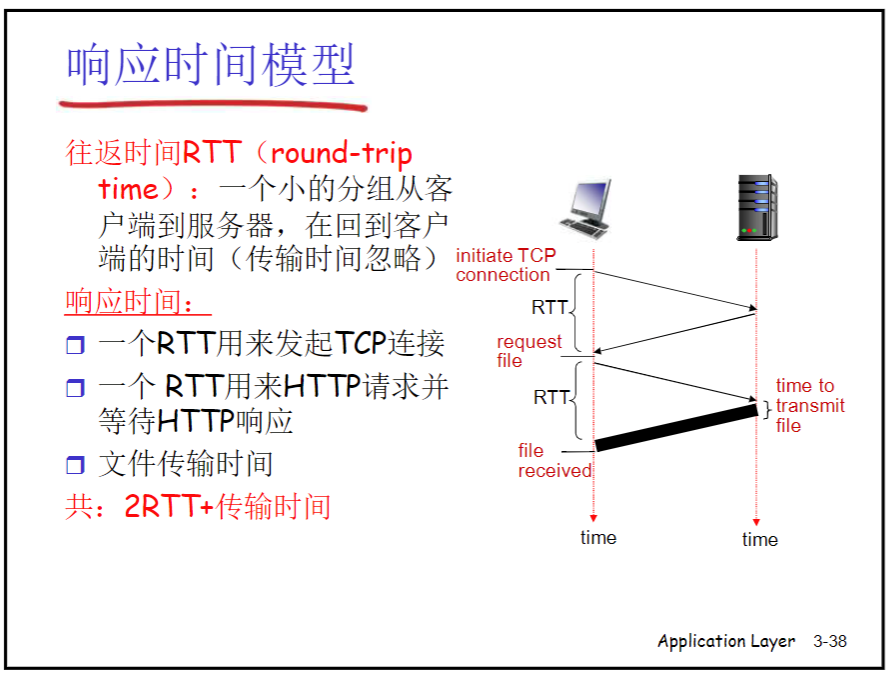 响应时间模型
往返时间RTT（round-trip
time）：一个小的分组从客
户端到服务器，在回到客户
端的时间（传输时间忽略）
响应时间：
一个RTT用来发起TCP连接
一个 RTT用来HTTP请求并
等待HTTP响应
文件传输时间
共：2RTT+传输时间
initiate TCP
connection
RTT
request
file
RTT
time to
transmit
file
file
received
time
time
Application Layer 3-38